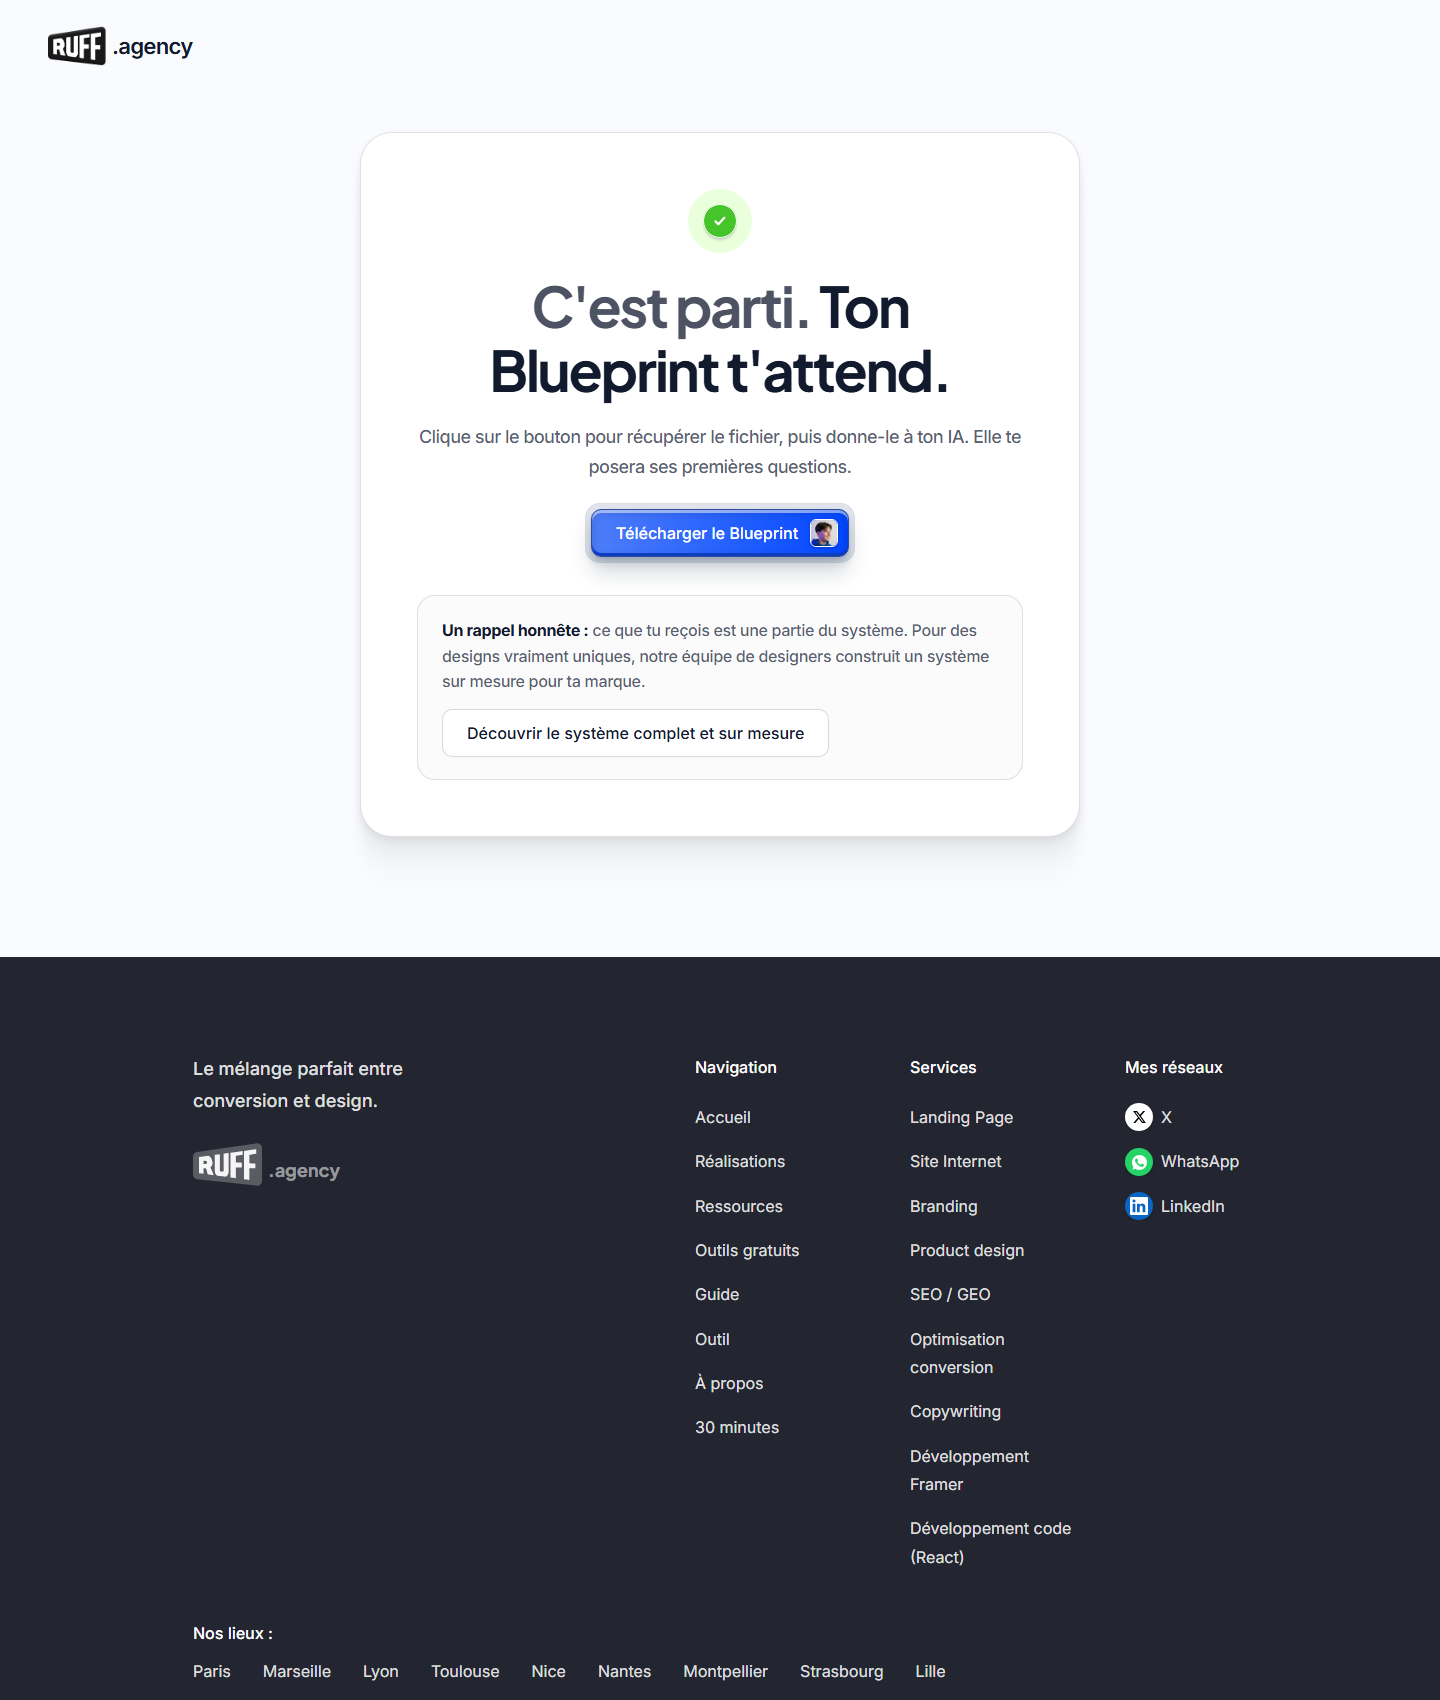 RUFF .agency
C'est parti. Ton
Blueprint t'attend.
Clique sur le bouton pour récupérer le fichier, puis donne-le à ton IA. Elle te
posera ses premières questions.
Télécharger le Blueprint
Un rappel honnête : ce que tu reçois est une partie du système. Pour des
designs vraiment uniques, notre équipe de designers construit un système
sur mesure pour ta marque.
Découvrir le système complet et sur mesure
Le mélange parfait entre
conversion et design.
RUFF .agency
Navigation
Accueil
Réalisations
Ressources
Outils gratuits
Guide
Outil
À propos
30 minutes
Services
Landing Page
Site Internet
Branding
Product design
SEO / GEO
Optimisation
conversion
Copywriting
Développement
Framer
Développement code
(React)
Mes réseaux
X
WhatsApp
in LinkedIn
Nos lieux :
Paris Marseille Lyon Toulouse Nice Nantes Montpellier Strasbourg Lille